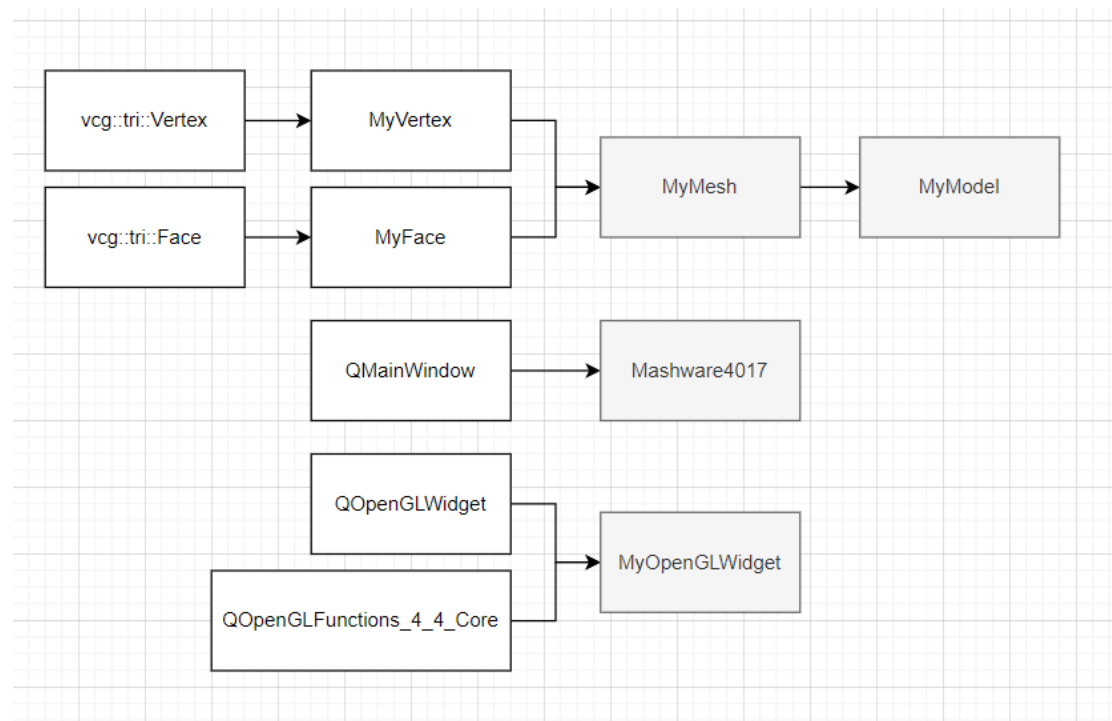 vcg::tri::Vertex
MyVertex
MyMesh
MyModel
vcg::tri::Face
MyFace
QMainWindow
Mashware4017
QOpenGLWidget
MyOpenGLWidget
QOpenGLFunctions_4_4_Core